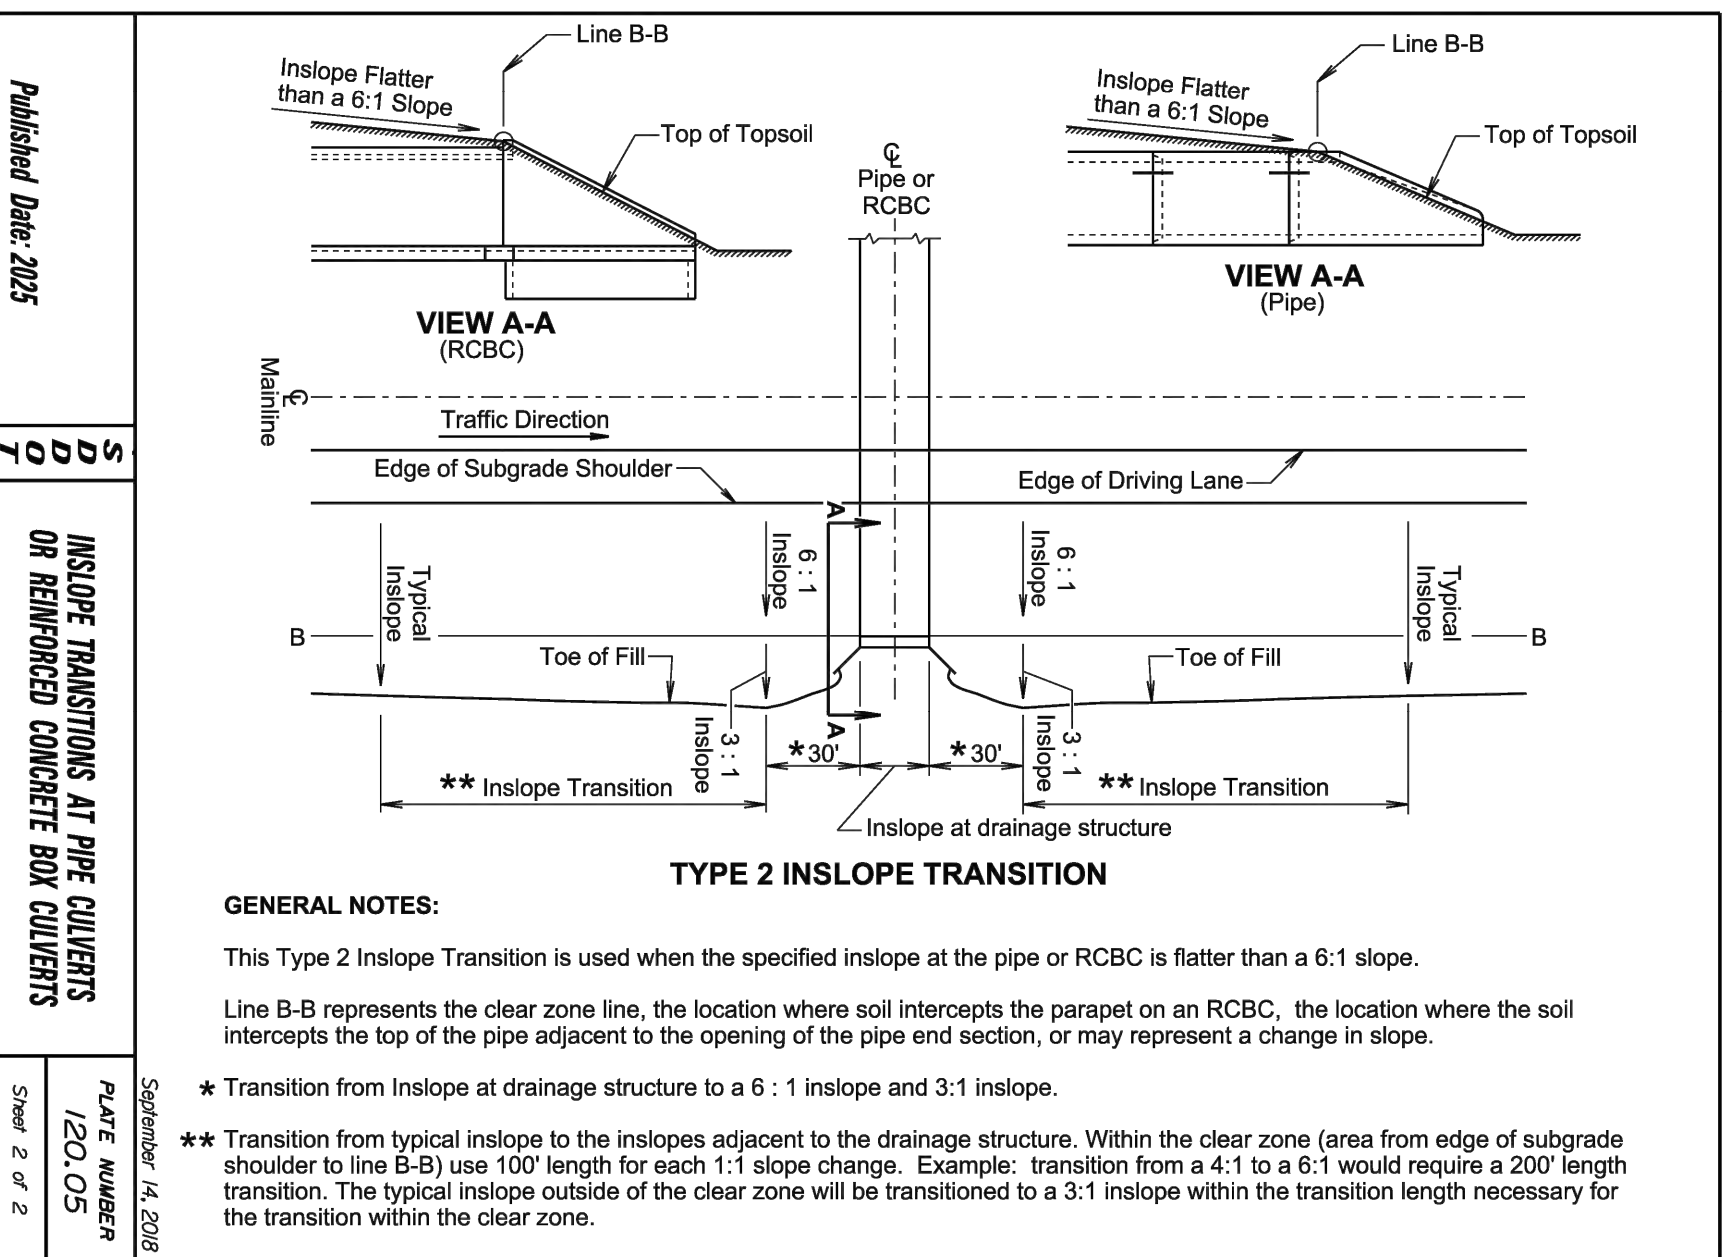 Line B-B
Inslope Flatter
than a 6:1 Slope
Top of Topsoil
VIEW A-A
(RCBC)
℄
Pipe or
RCBC
Line B-B
Inslope Flatter
than a 6:1 Slope
Top of Topsoil
VIEW A-A
(Pipe)
℄
Mainline
Traffic Direction
Edge of Subgrade Shoulder
Edge of Driving Lane
A
Typical
Inslope
6 : 1
Inslope
6 : 1
Inslope
Typical
Inslope
B
B
Toe of Fill
Toe of Fill
A
3 : 1
Inslope
*30'
*30'
3 : 1
Inslope
** Inslope Transition
** Inslope Transition
Inslope at drainage structure
TYPE 2 INSLOPE TRANSITION
GENERAL NOTES:
This Type 2 Inslope Transition is used when the specified inslope at the pipe or RCBC is flatter than a 6:1 slope.
Line B-B represents the clear zone line, the location where soil intercepts the parapet on an RCBC, the location where the soil
intercepts the top of the pipe adjacent to the opening of the pipe end section, or may represent a change in slope.
* Transition from Inslope at drainage structure to a 6 : 1 inslope and 3:1 inslope.
** Transition from typical inslope to the inslopes adjacent to the drainage structure. Within the clear zone (area from edge of subgrade
shoulder to line B-B) use 100' length for each 1:1 slope change. Example: transition from a 4:1 to a 6:1 would require a 200' length
transition. The typical inslope outside of the clear zone will be transitioned to a 3:1 inslope within the transition length necessary for
the transition within the clear zone.
September 14, 2018
Published Date: 2025
S
D
D
O
T
INSLOPE TRANSITIONS AT PIPE CULVERTS
OR REINFORCED CONCRETE BOX CULVERTS
PLATE NUMBER
120.05
Sheet 2 of 2